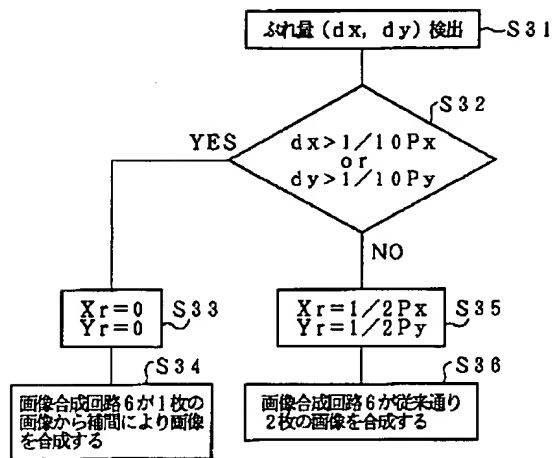 ぶれ量(dx, dy)検出
S31
S32
YES
dx>1/10Px
or
dy>1/10Py
NO
Xr=0
Yr=0
S33
Xr=1/2Px
Yr=1/2Py
S35
S34
画像合成回路6が1枚の
画像から補間により画像
を合成する
S36
画像合成回路6が従来通り
2枚の画像を合成する